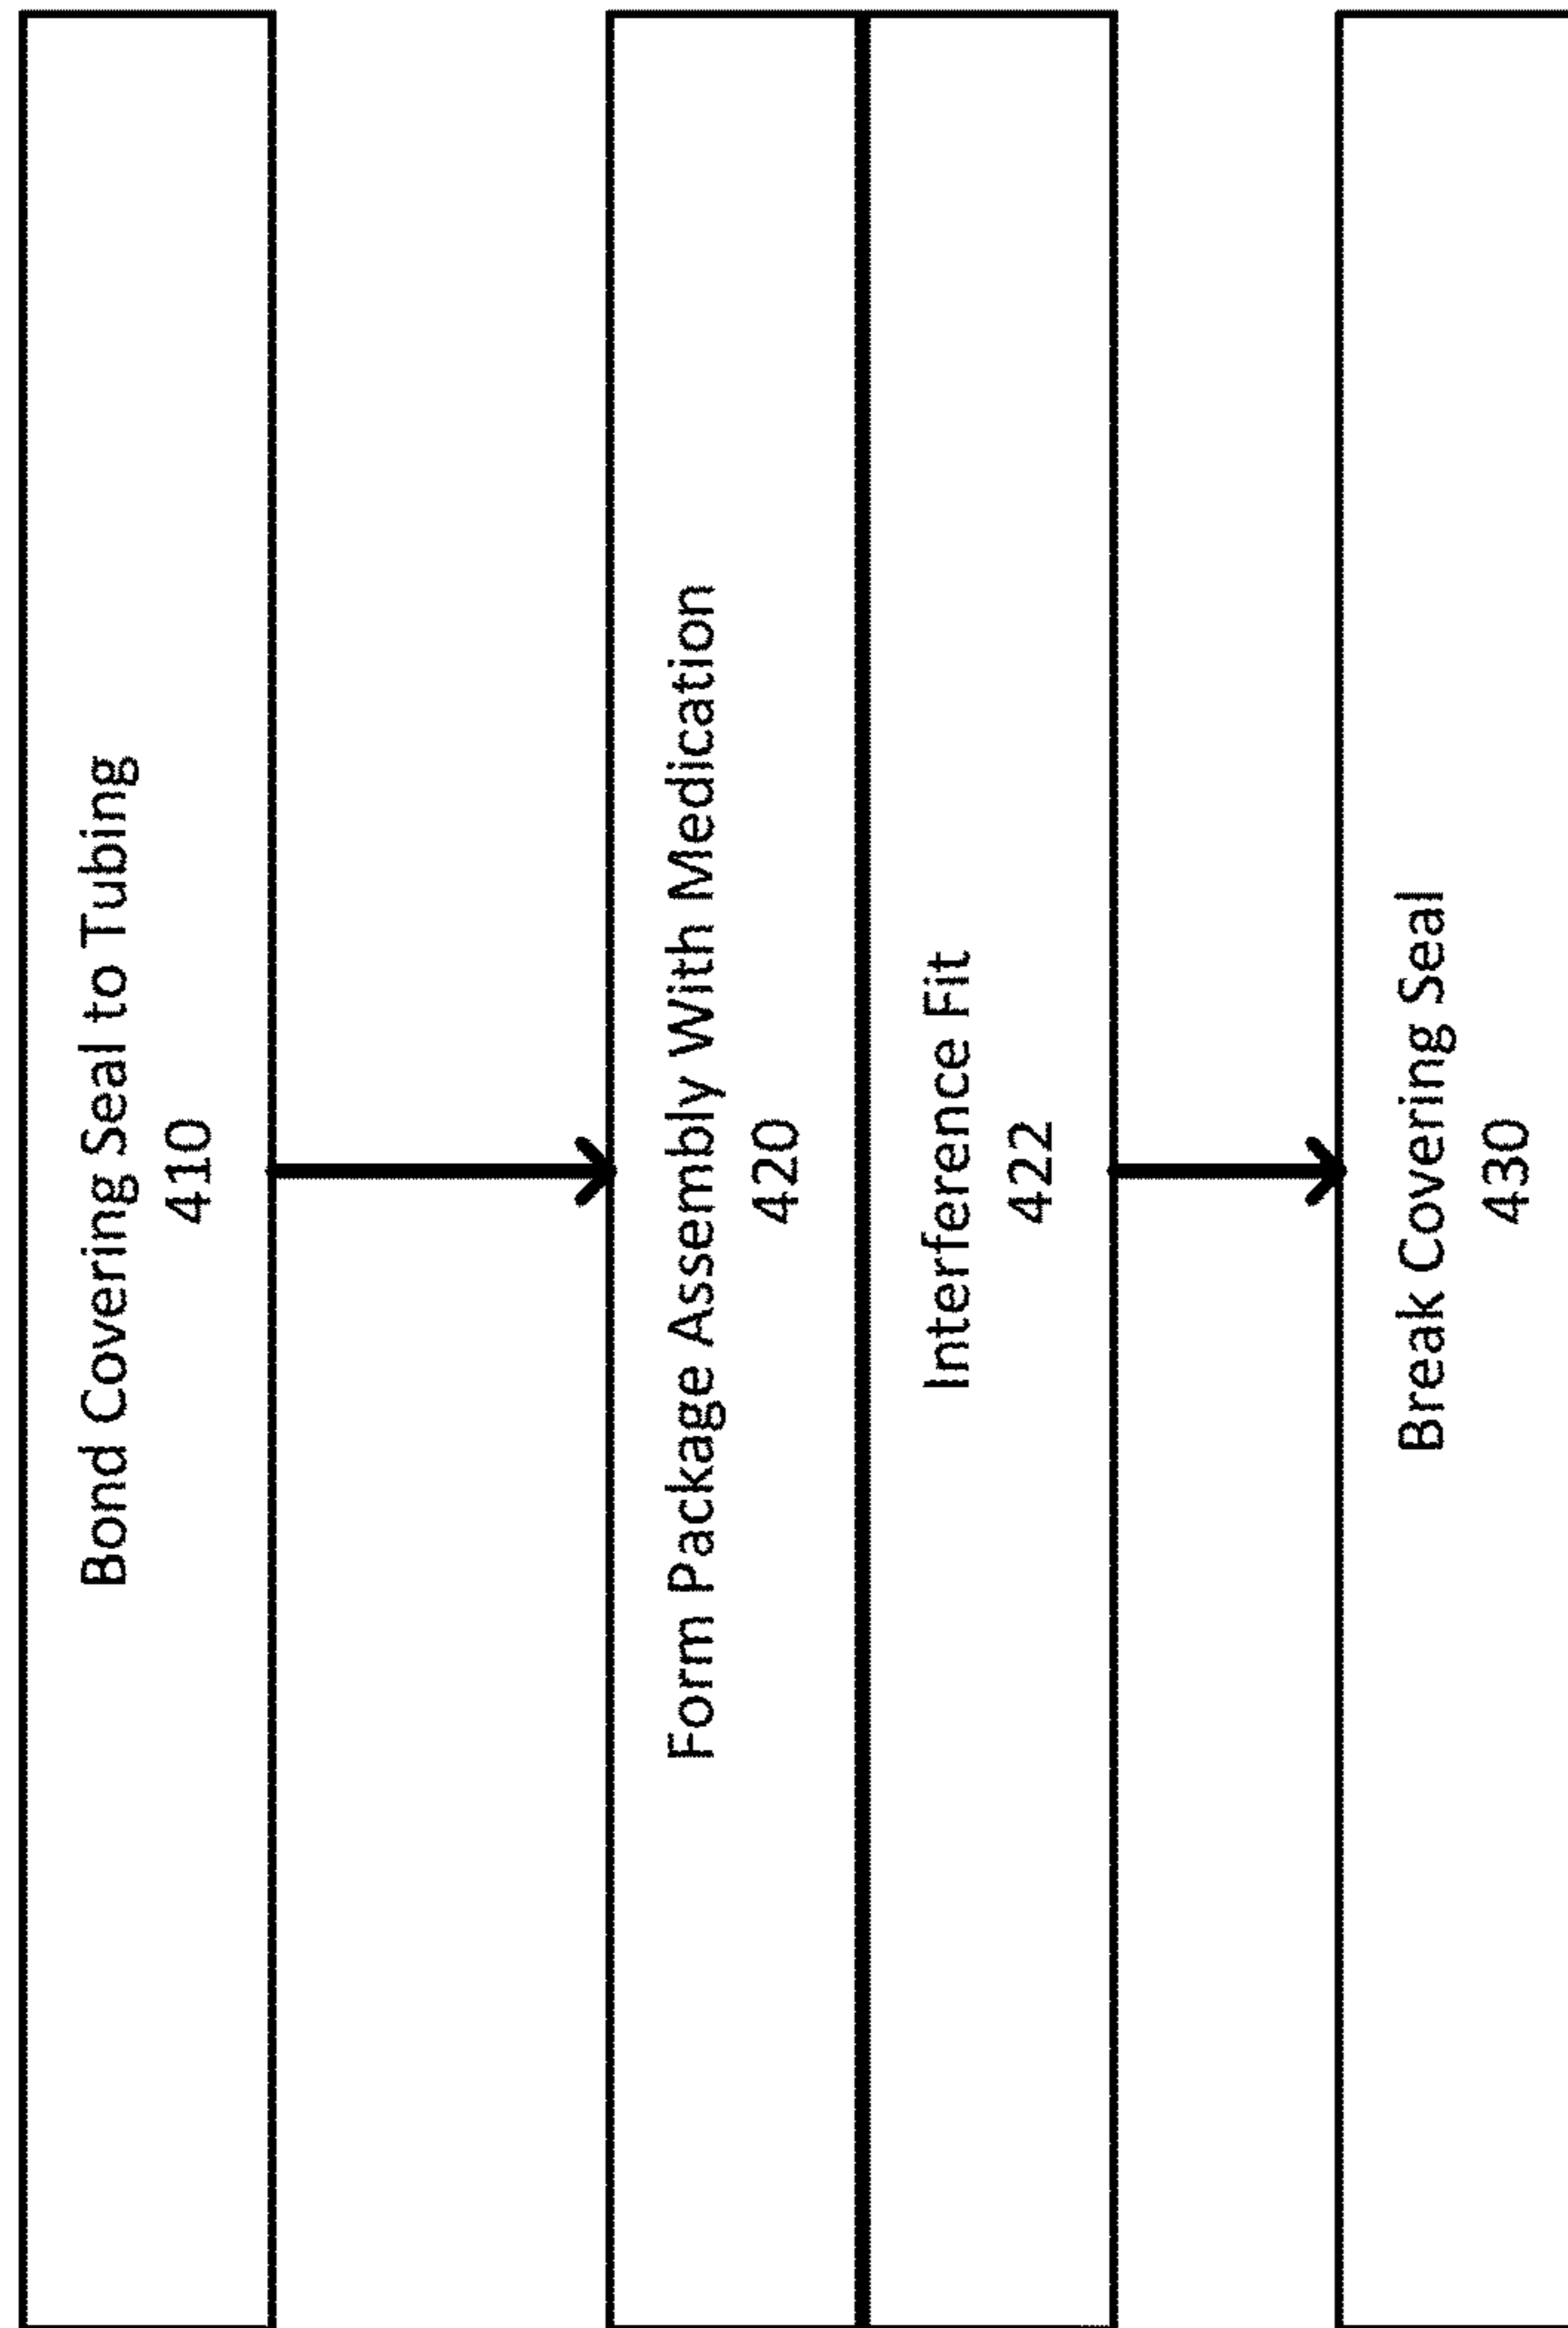 Bond Covering Seal to Tubing
410
Form Package Assembly With Medication
420
Interference Fit
422
Break Covering Seal
430